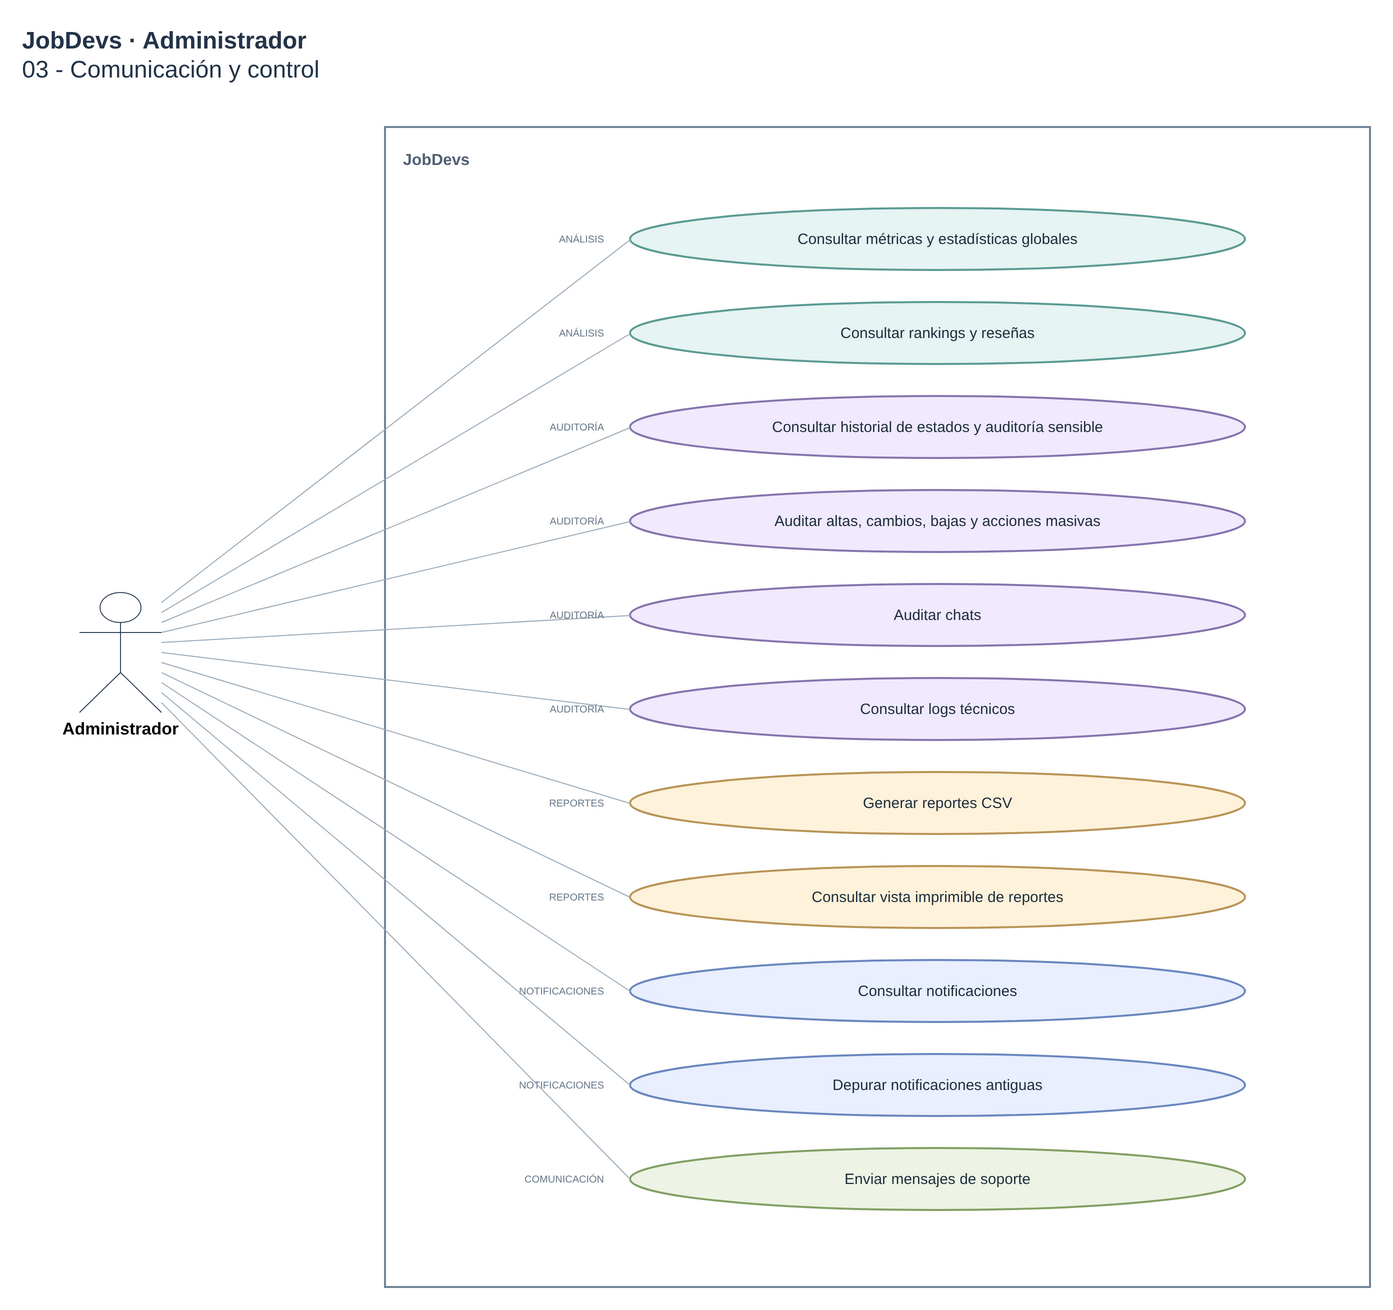 JobDevs · Administrador
03 - Comunicación y control
JobDevs
ANÁLISIS
Consultar métricas y estadísticas globales
ANÁLISIS
Consultar rankings y reseñas
AUDITORÍA
Consultar historial de estados y auditoría sensible
AUDITORÍA
Auditar altas, cambios, bajas y acciones masivas
AUDITORÍA
Auditar chats
AUDITORÍA
Consultar logs técnicos
Administrador
REPORTES
Generar reportes CSV
REPORTES
Consultar vista imprimible de reportes
NOTIFICACIONES
Consultar notificaciones
NOTIFICACIONES
Depurar notificaciones antiguas
COMUNICACIÓN
Enviar mensajes de soporte